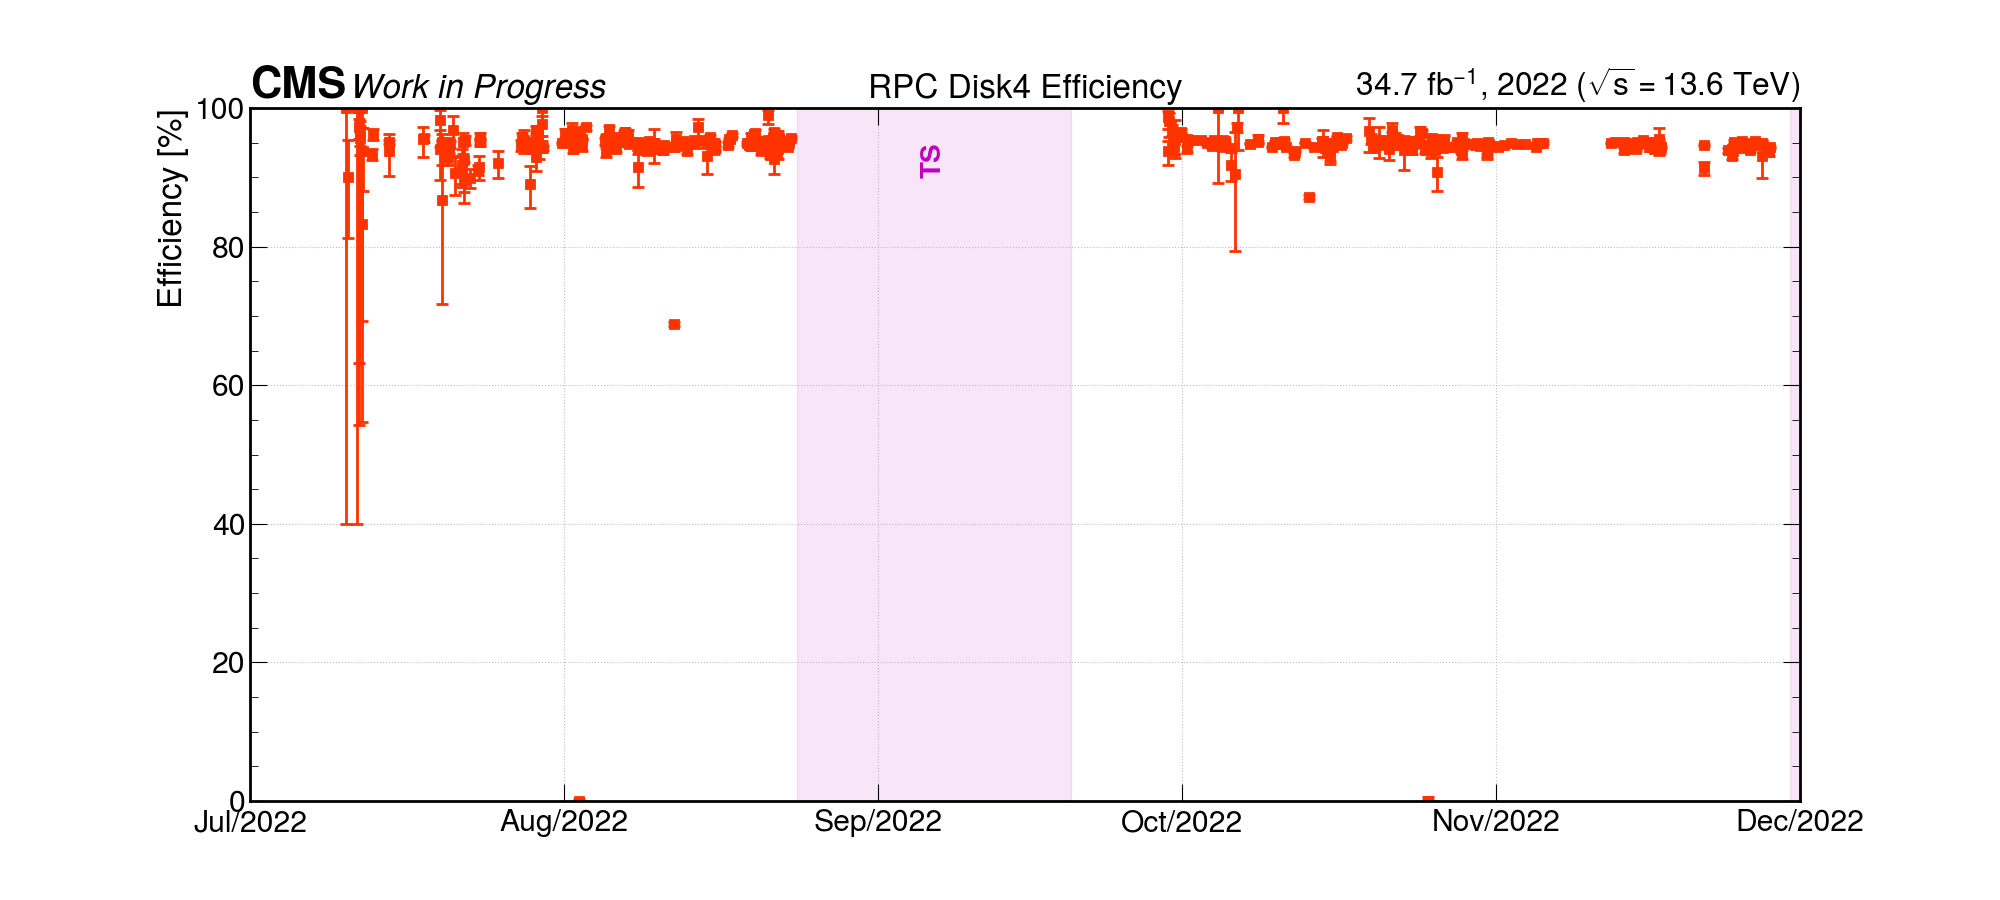 CMS Work in Progress RPC Disk4 Efficiency 34.7 fb⁻¹, 2022 (√s = 13.6 TeV)
Efficiency [%]
100
80
60
40
20
0
TS
Jul/2022 Aug/2022 Sep/2022 Oct/2022 Nov/2022 Dec/2022